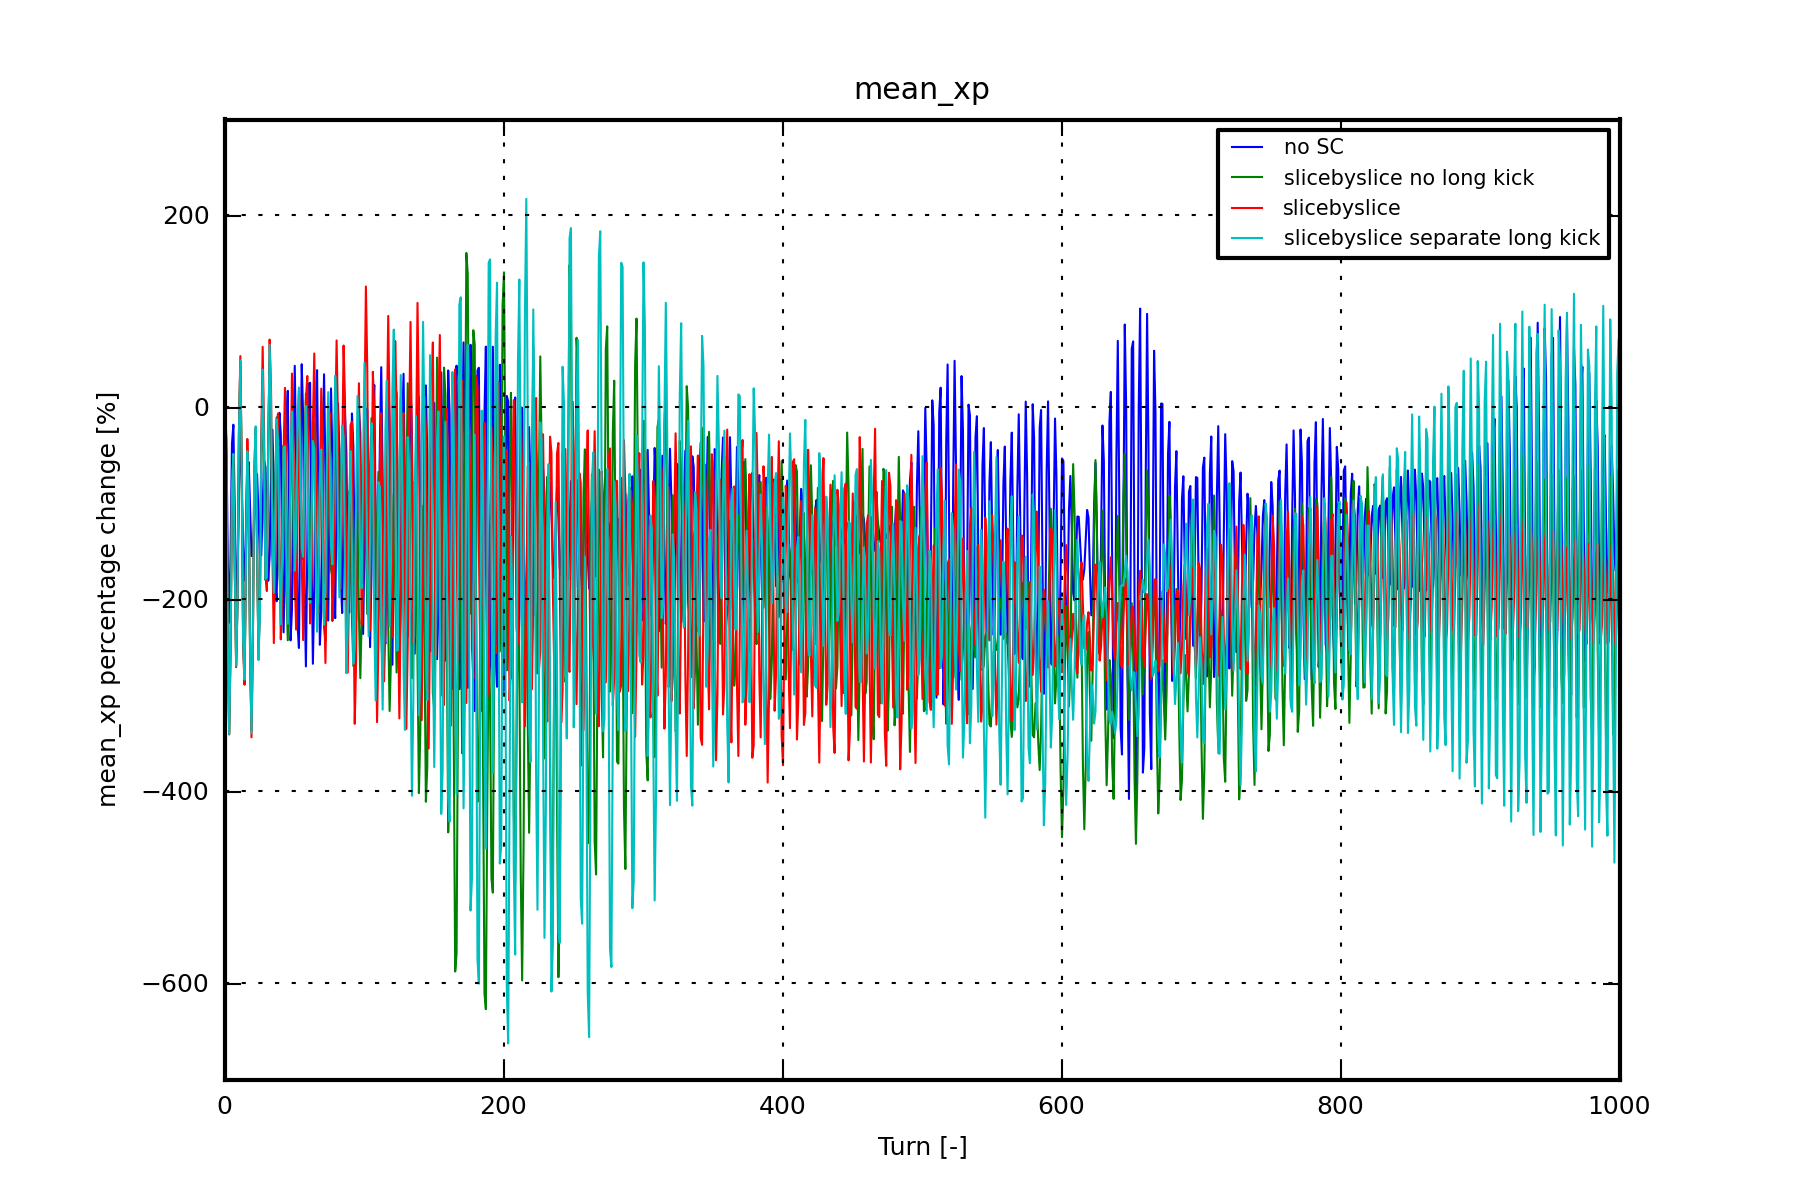 mean_xp
no SC
slicebyslice no long kick
slicebyslice
slicebyslice separate long kick
mean_xp percentage change [%]
200
0
−200
−400
−600
0 200 400 600 800 1000
Turn [-]